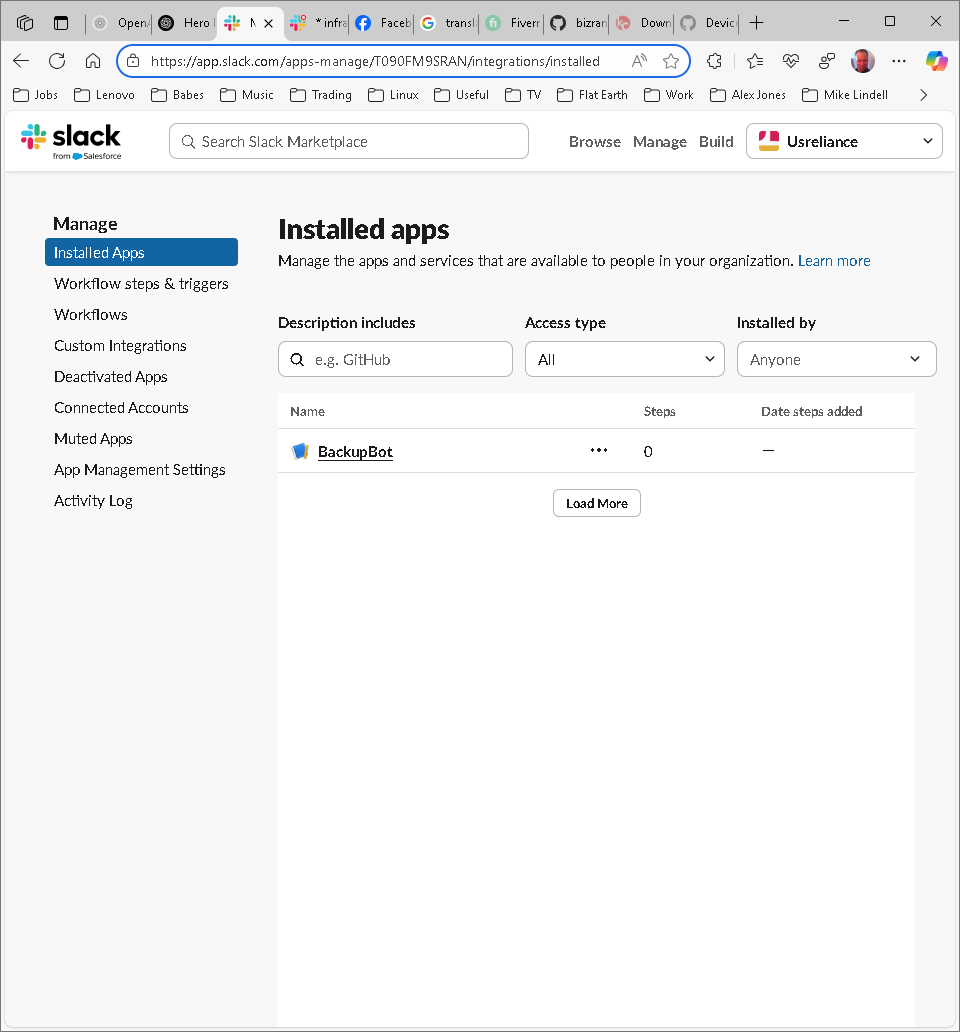 OpenA
Hero
N
* infra
Faceb
transl
Fiverr
bizran
Down
Devic
https://app.slack.com/apps-manage/T090FM9SRAN/integrations/installed
Jobs
Lenovo
Babes
Music
Trading
Linux
Useful
TV
Flat Earth
Work
Alex Jones
Mike Lindell
slack
from Salesforce
Search Slack Marketplace
Browse
Manage
Build
Usreliance
Manage
Installed Apps
Workflow steps & triggers
Workflows
Custom Integrations
Deactivated Apps
Connected Accounts
Muted Apps
App Management Settings
Activity Log
Installed apps
Manage the apps and services that are available to people in your organization. Learn more
Description includes
Access type
Installed by
e.g. GitHub
All
Anyone
Name
Steps
Date steps added
BackupBot
0
—
Load More